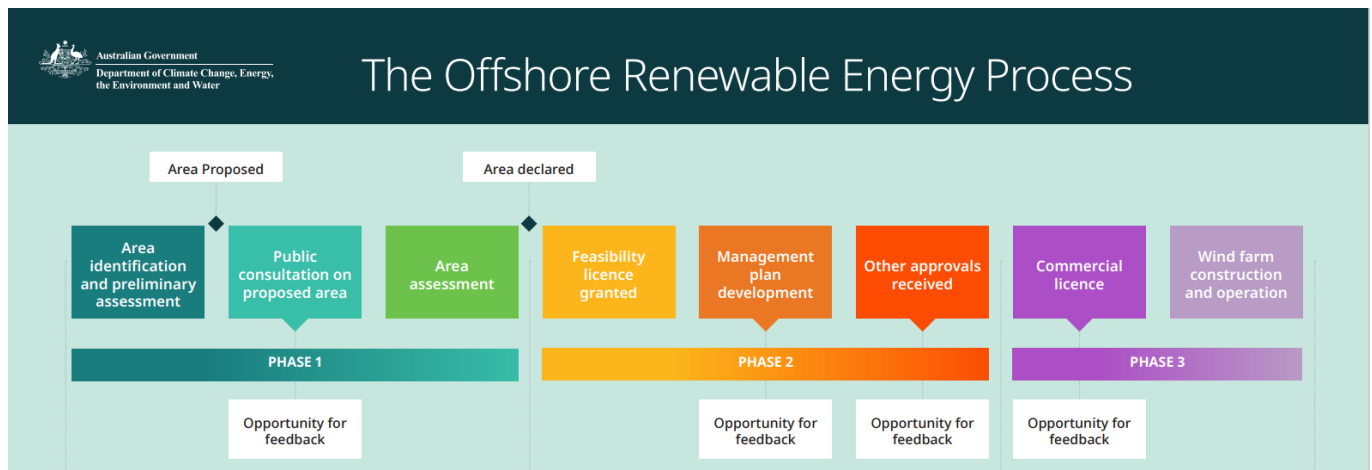 Australian Government
Department of Climate Change, Energy,
the Environment and Water
The Offshore Renewable Energy Process
Area Proposed
Area declared
Area
identification
and preliminary
assessment
Public
consultation on
proposed area
Area
assessment
Feasibility
licence
granted
Management
plan
development
Other approvals
received
Commercial
licence
Wind farm
construction
and operation
PHASE 1
PHASE 2
PHASE 3
Opportunity for
feedback
Opportunity for
feedback
Opportunity for
feedback
Opportunity for
feedback